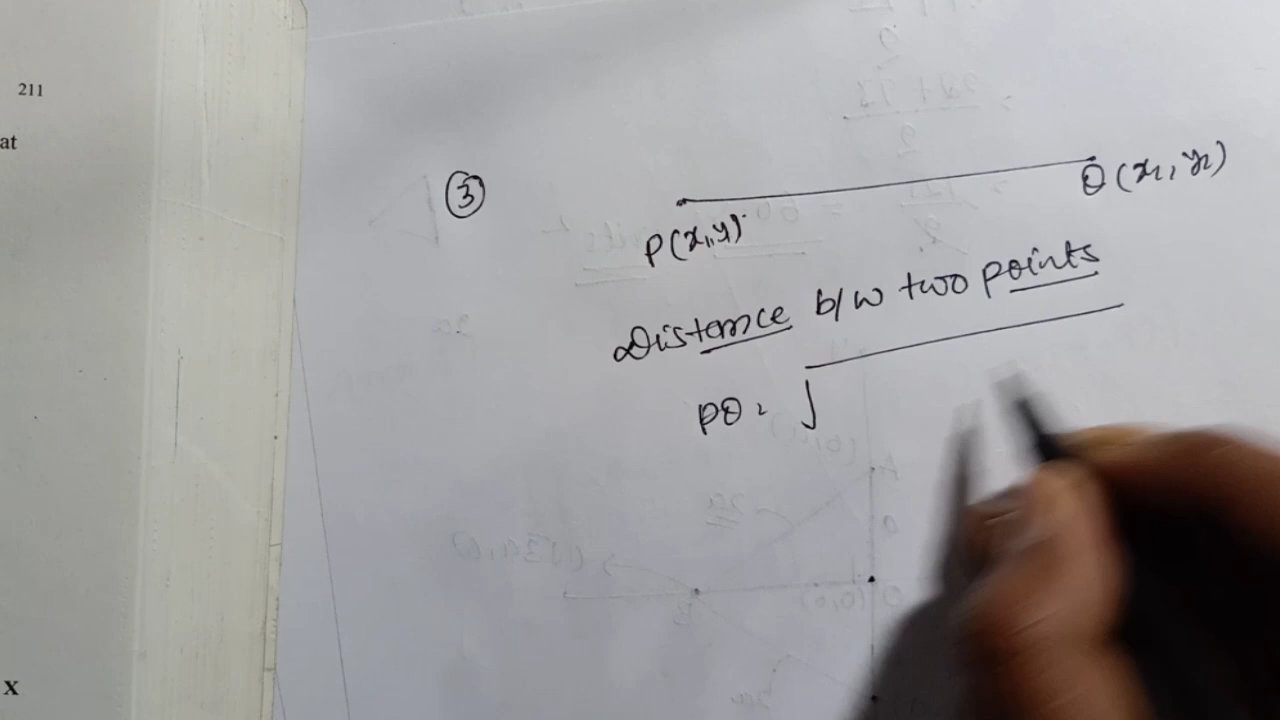 211
at
③
Q(x₂, y₂)
P(x₁, y₁)
Distance b/w two points
PQ = √
X